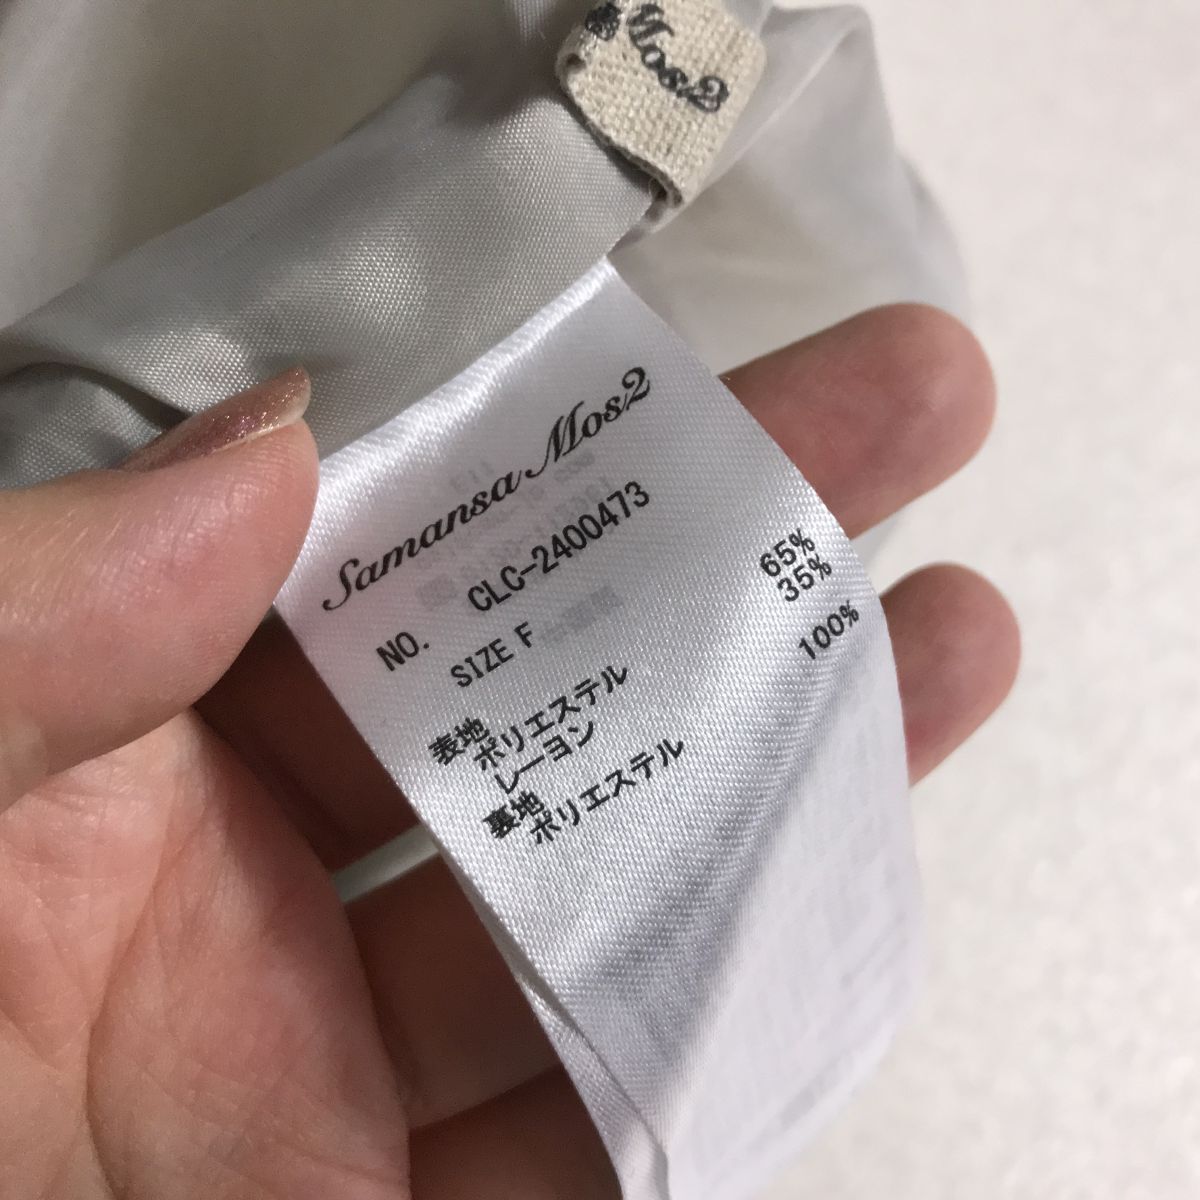 Mos2
Samansa Mos2
NO. CLC-2400473
SIZE F
表地
ポリエステル 65%
レーヨン 35%
裏地
ポリエステル 100%